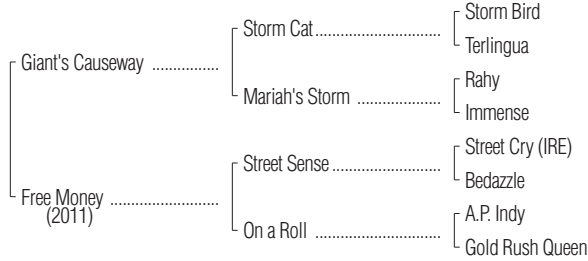 Storm Bird
Storm Cat
Terlingua
Giant's Causeway
Rahy
Mariah's Storm
Immense
Street Cry (IRE)
Street Sense
Bedazzle
Free Money
(2011)
A.P. Indy
On a Roll
Gold Rush Queen